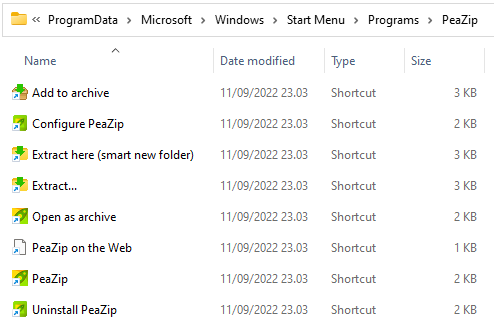 « ProgramData > Microsoft > Windows > Start Menu > Programs > PeaZip
Name Date modified Type Size
Add to archive 11/09/2022 23.03 Shortcut 3 KB
Configure PeaZip 11/09/2022 23.03 Shortcut 2 KB
Extract here (smart new folder) 11/09/2022 23.03 Shortcut 3 KB
Extract... 11/09/2022 23.03 Shortcut 3 KB
Open as archive 11/09/2022 23.03 Shortcut 2 KB
PeaZip on the Web 11/09/2022 23.03 Shortcut 1 KB
PeaZip 11/09/2022 23.03 Shortcut 2 KB
Uninstall PeaZip 11/09/2022 23.03 Shortcut 2 KB